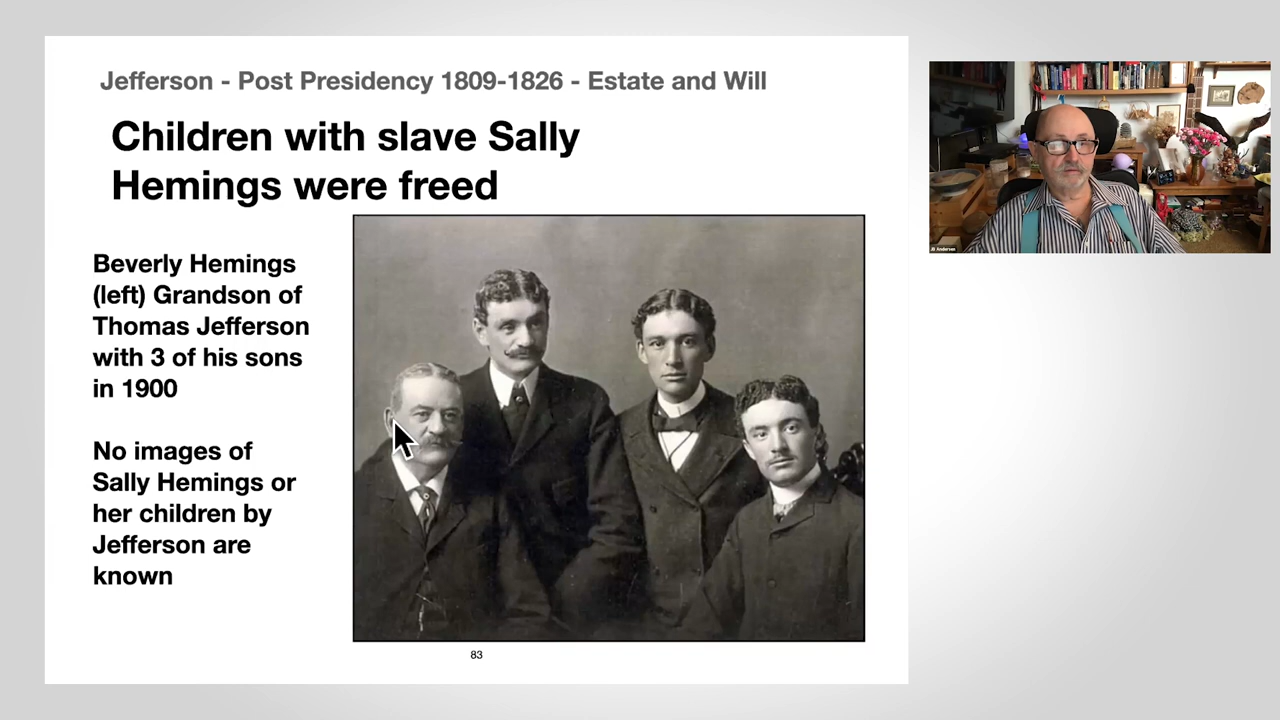 Jefferson - Post Presidency 1809-1826 - Estate and Will
Children with slave Sally
Hemings were freed
Beverly Hemings
(left) Grandson of
Thomas Jefferson
with 3 of his sons
in 1900
No images of
Sally Hemings or
her children by
Jefferson are
known
83
JB Andersen